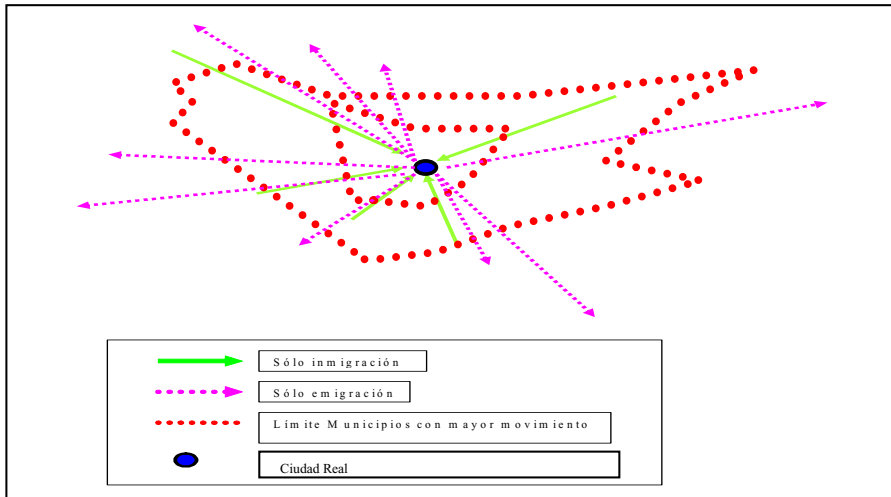 Sólo inmigración
Sólo emigración
Límite Municipios con mayor movimiento
Ciudad Real